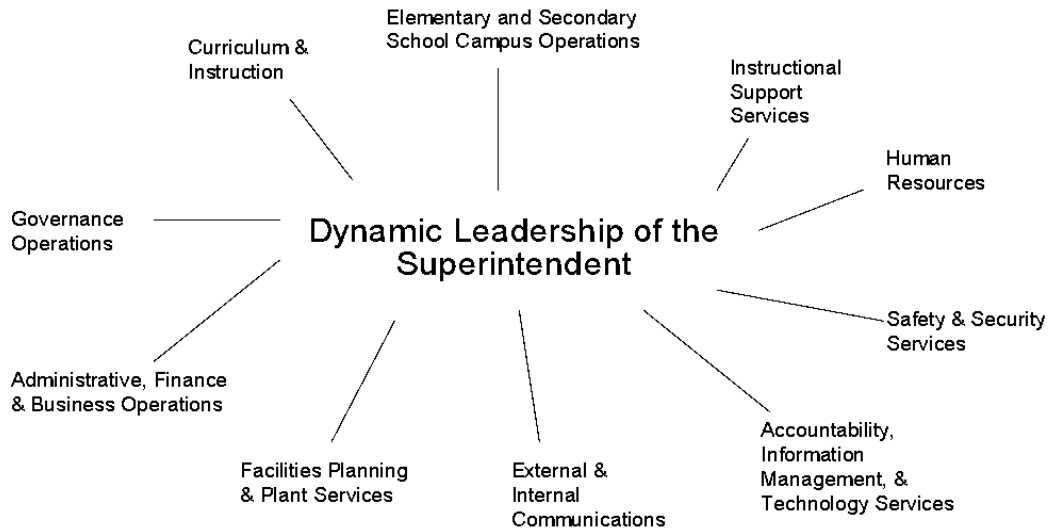 Elementary and Secondary
School Campus Operations
Curriculum &
Instruction
Instructional
Support
Services
Human
Resources
Governance
Operations
Dynamic Leadership of the
Superintendent
Safety & Security
Services
Administrative, Finance
& Business Operations
Facilities Planning
& Plant Services
External &
Internal
Communications
Accountability,
Information
Management, &
Technology Services